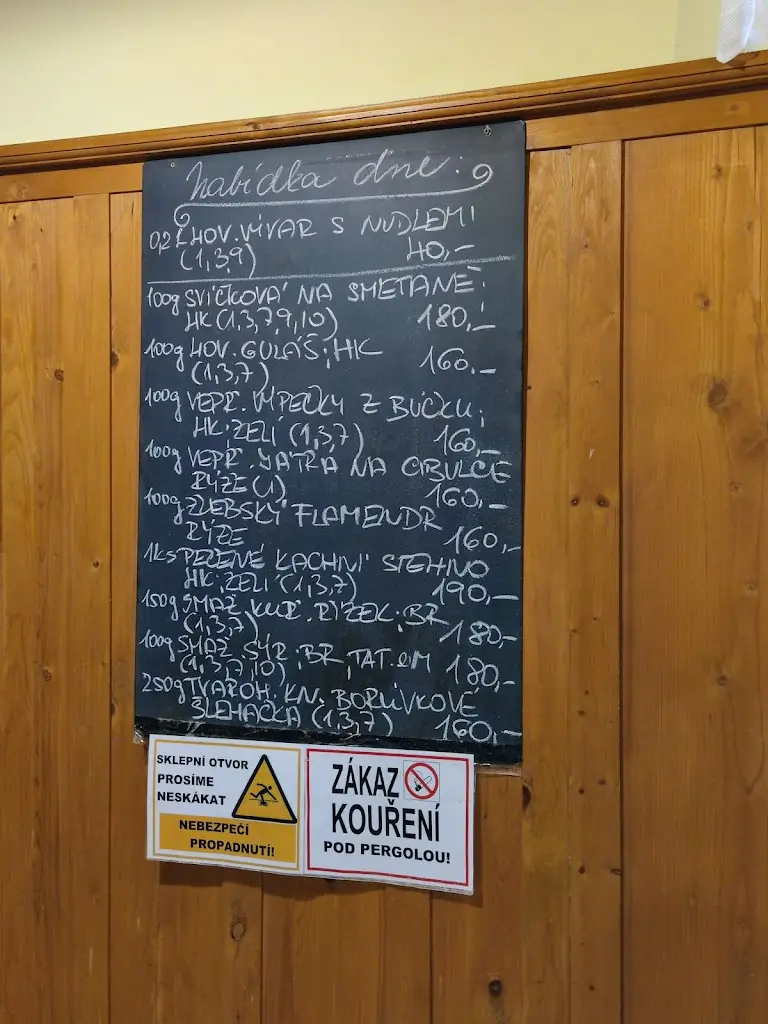 Nabídka dne:
0,2l HOV. VÝVAR S NUDLEMI
(1,3,9) 40,-
100g SVÍČKOVÁ NA SMETANĚ;
HK (1,3,7,9,10) 180,-
100g HOV. GULÁŠ; HK
(1,3,7) 160,-
100g VEPŘ. VÝPEČKY Z BŮČKU;
HK; ZELÍ (1,3,7) 160,-
100g VEPŘ. JÁTRA NA CIBULCE
RÝŽE (1) 160,-
100g ŽLEBSKÝ FLAMENDR
RÝŽE 160,-
1ks PEČENÉ KACHNÍ STEHNO
HK; ZELÍ (1,3,7) 190,-
150g SMAŽ. KUŘ. ŘÍZEK; BR
(1,3,7) 180,-
100g SMAŽ. SÝR; BR, TAT. OM
(1,3,7,10) 180,-
250g TVAROH. KN. BORŮVKOVÉ
ŠLEHAČKA (1,3,7) 160,-
SKLEPNÍ OTVOR
PROSÍME
NESKÁKAT
NEBEZPEČÍ
PROPADNUTÍ!
ZÁKAZ
KOUŘENÍ
POD PERGOLOU!